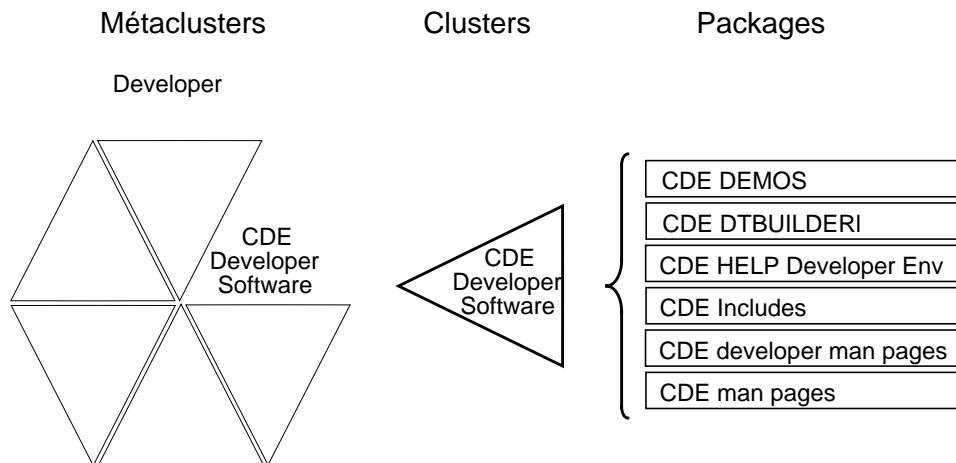 Métaclusters
Clusters
Packages
Developer
CDE
Developer
Software
CDE
Developer
Software
CDE DEMOS
CDE DTBUILDERI
CDE HELP Developer Env
CDE Includes
CDE developer man pages
CDE man pages